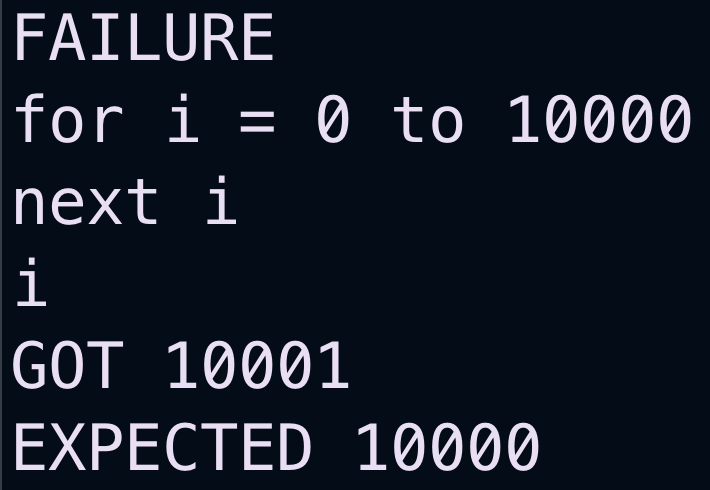 FAILURE
for i = 0 to 10000
next i
i
GOT 10001
EXPECTED 10000